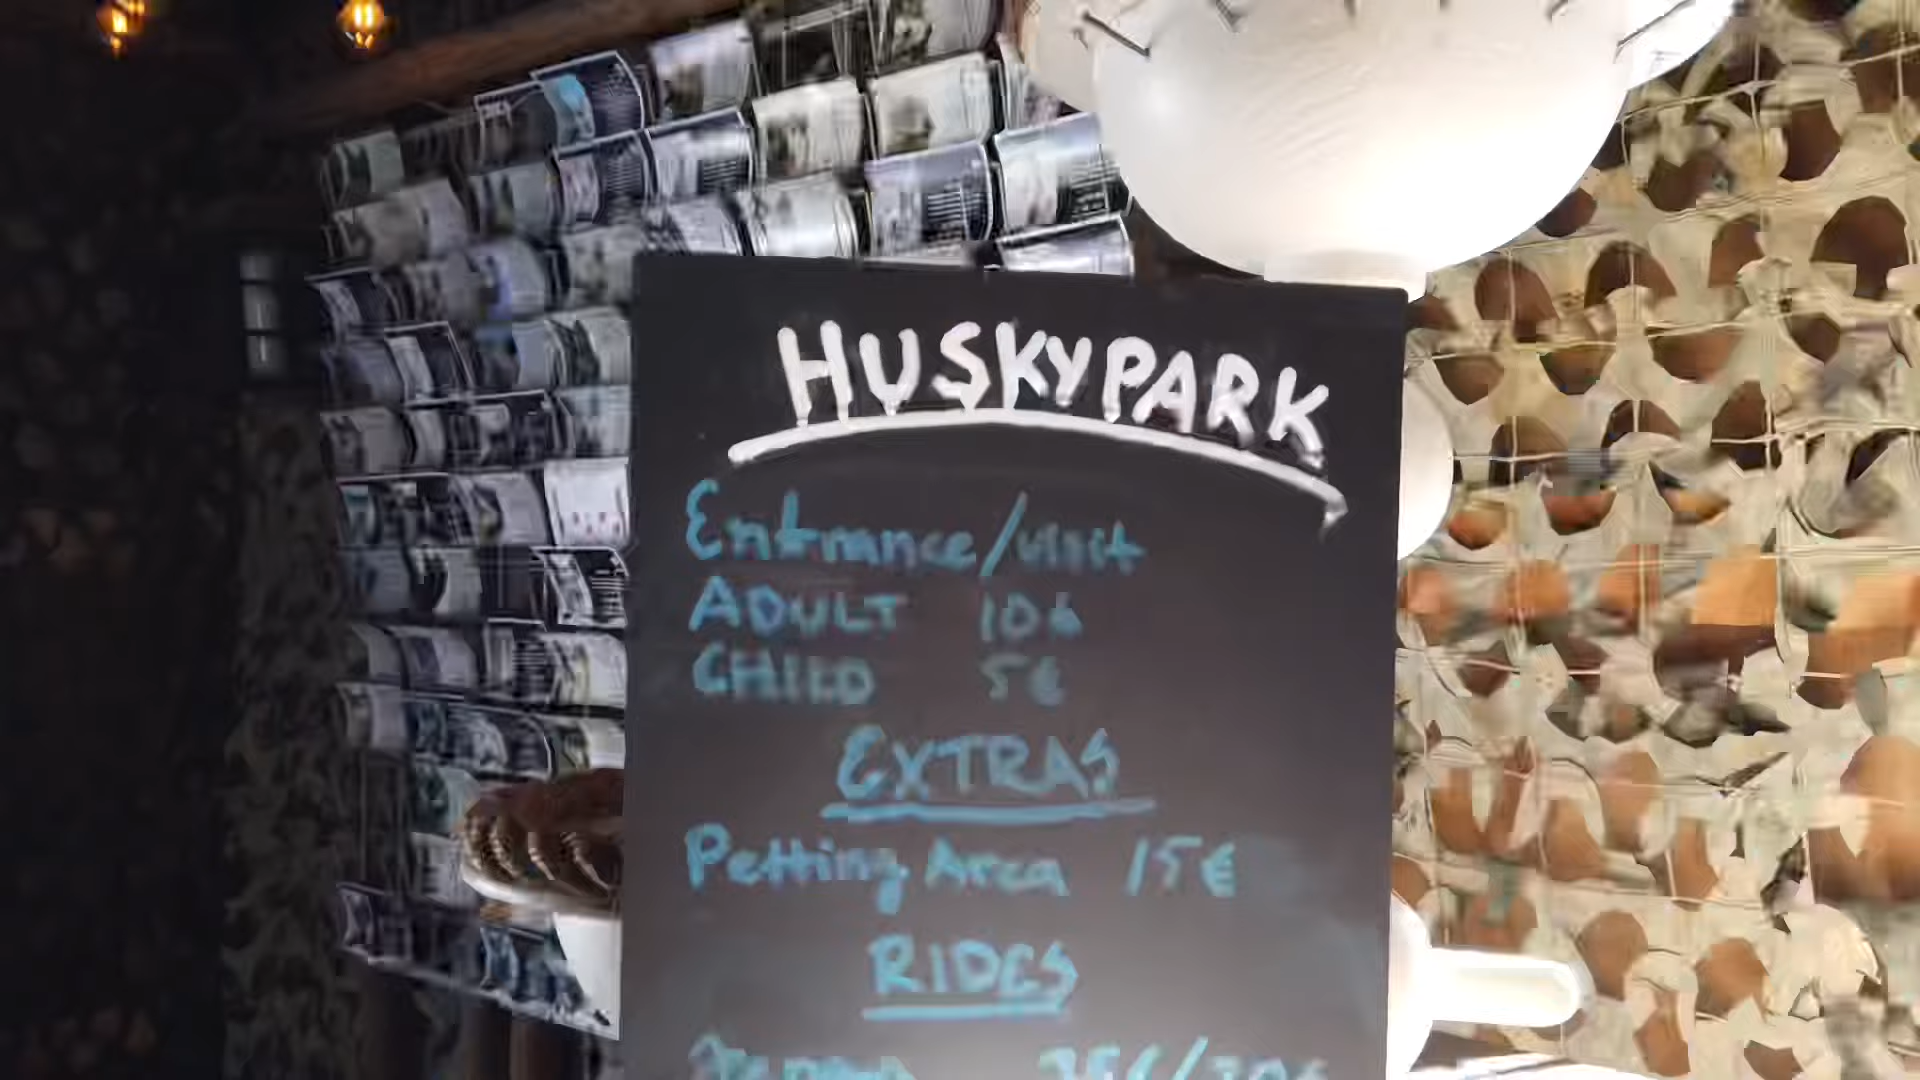 HUSKYPARK
Entrance/visit
ADULT 10€
CHILD 5€
EXTRAS
Petting Area 15€
RIDES